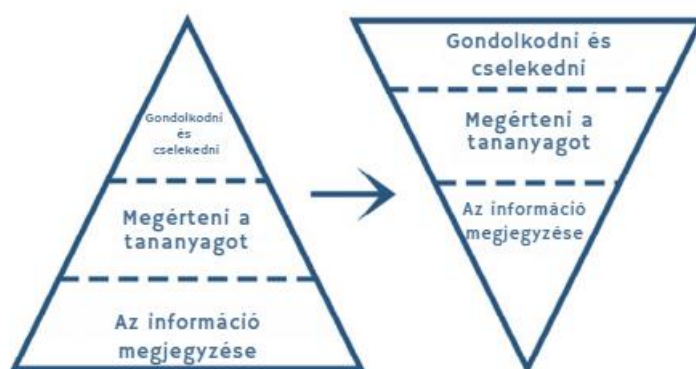 Gondolkodni
és
cselekedni
Megérteni a
tananyagot
Az információ
megjegyzése
Gondolkodni és
cselekedni
Megérteni a
tananyagot
Az információ
megjegyzése